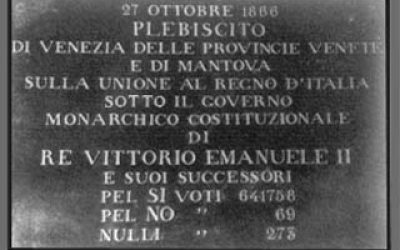 27 OTTOBRE 1866
PLEBISCITO
DI VENEZIA DELLE PROVINCIE VENETE
E DI MANTOVA
SULLA UNIONE AL REGNO D'ITALIA
SOTTO IL GOVERNO
MONARCHICO COSTITUZIONALE
DI
RE VITTORIO EMANUELE II
E SUOI SUCCESSORI
PEL SI VOTI 641758
PEL NO " 69
NULLI " 273